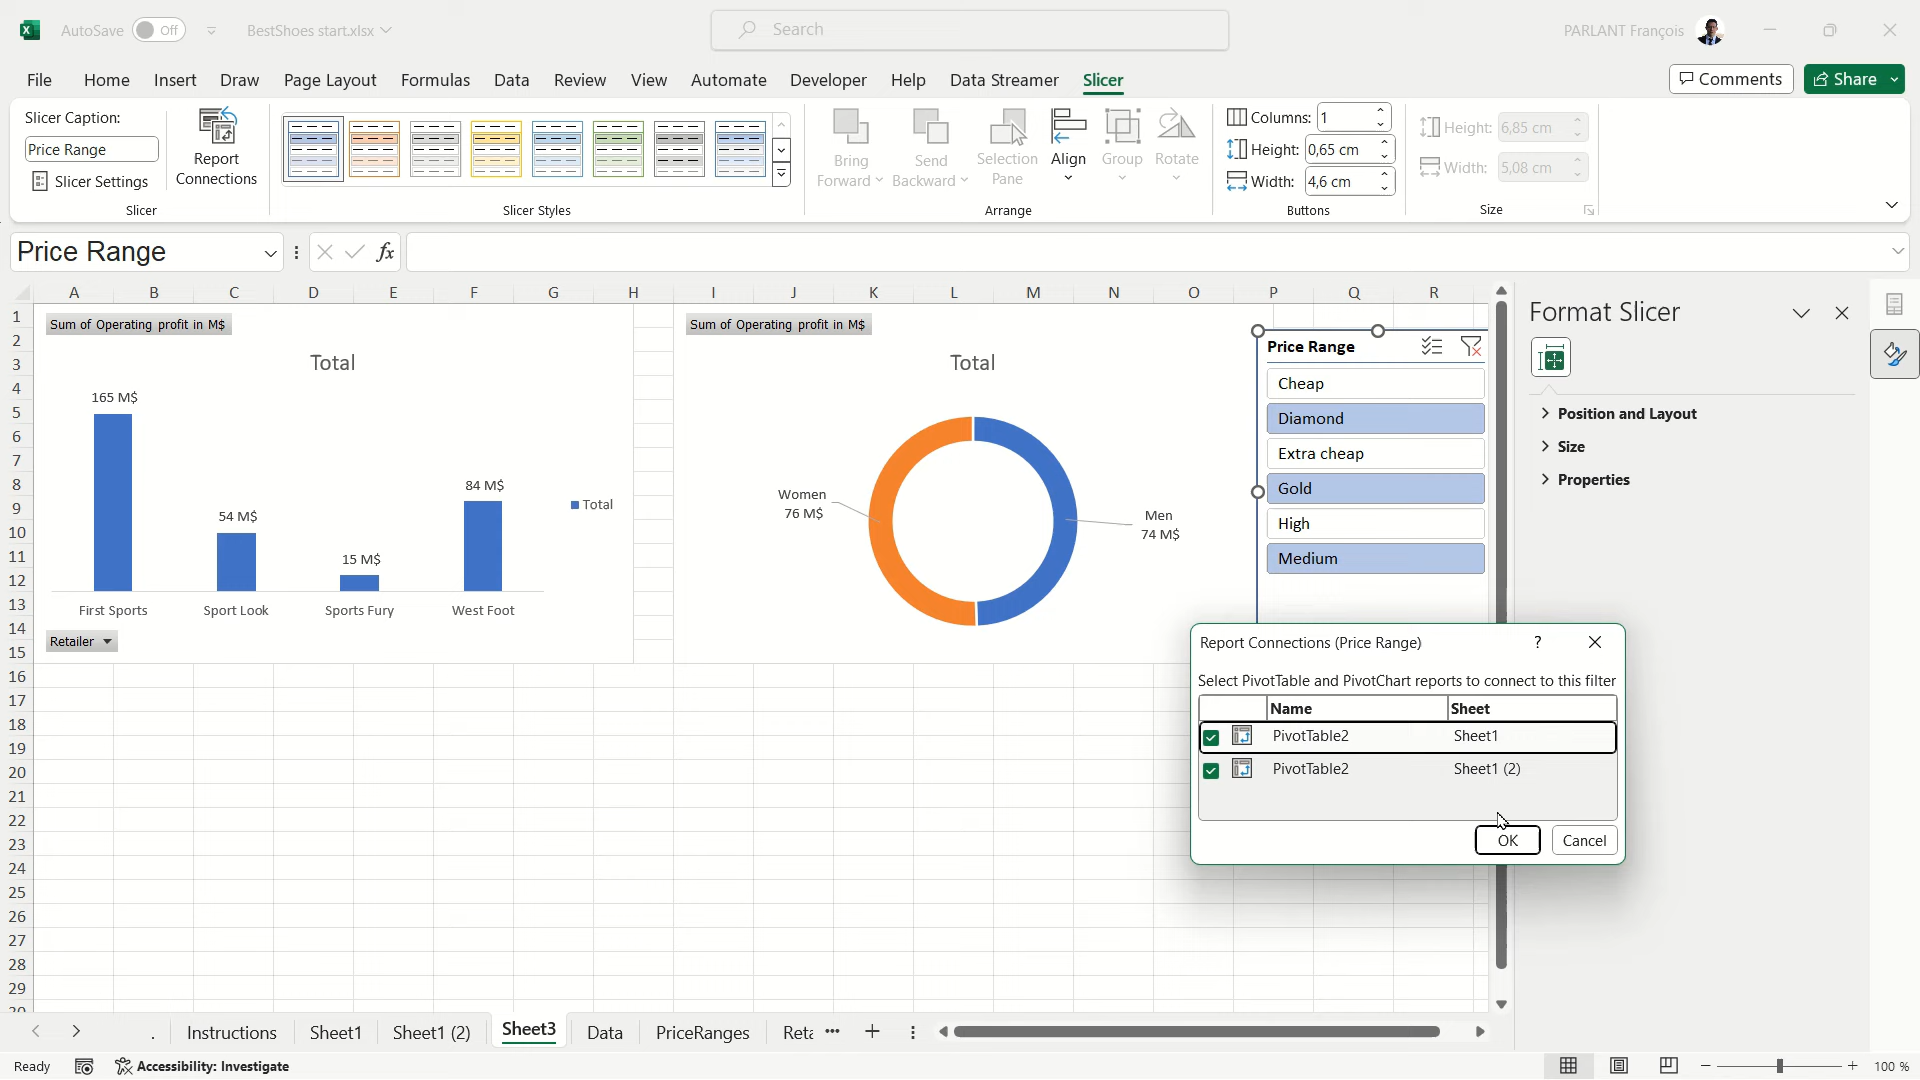 AutoSave Off BestShoes start.xlsx Search PARLANT François
File Home Insert Draw Page Layout Formulas Data Review View Automate Developer Help Data Streamer Slicer Comments Share
Slicer Caption:
Price Range
Slicer Settings
Slicer
Report
Connections
Slicer Styles
Bring
Forward
Send
Backward
Selection
Pane
Align
Group
Rotate
Arrange
Columns: 1
Height: 0,65 cm
Width: 4,6 cm
Buttons
Height: 6,85 cm
Width: 5,08 cm
Size
Price Range fx
A B C D E F G H I J K L M N O P Q R
1
2
3
4
5
6
7
8
9
10
11
12
13
14
15
16
17
18
19
20
21
22
23
24
25
26
27
28
29
30
Sum of Operating profit in M$
Total
165 M$
54 M$
15 M$
84 M$
Total
First Sports Sport Look Sports Fury West Foot
Retailer
Sum of Operating profit in M$
Total
Women
76 M$
Men
74 M$
Price Range
Cheap
Diamond
Extra cheap
Gold
High
Medium
Format Slicer
Position and Layout
Size
Properties
Report Connections (Price Range) ?
Select PivotTable and PivotChart reports to connect to this filter
Name Sheet
PivotTable2 Sheet1
PivotTable2 Sheet1 (2)
OK Cancel
. Instructions Sheet1 Sheet1 (2) Sheet3 Data PriceRanges Reta ...
Ready Accessibility: Investigate 100 %